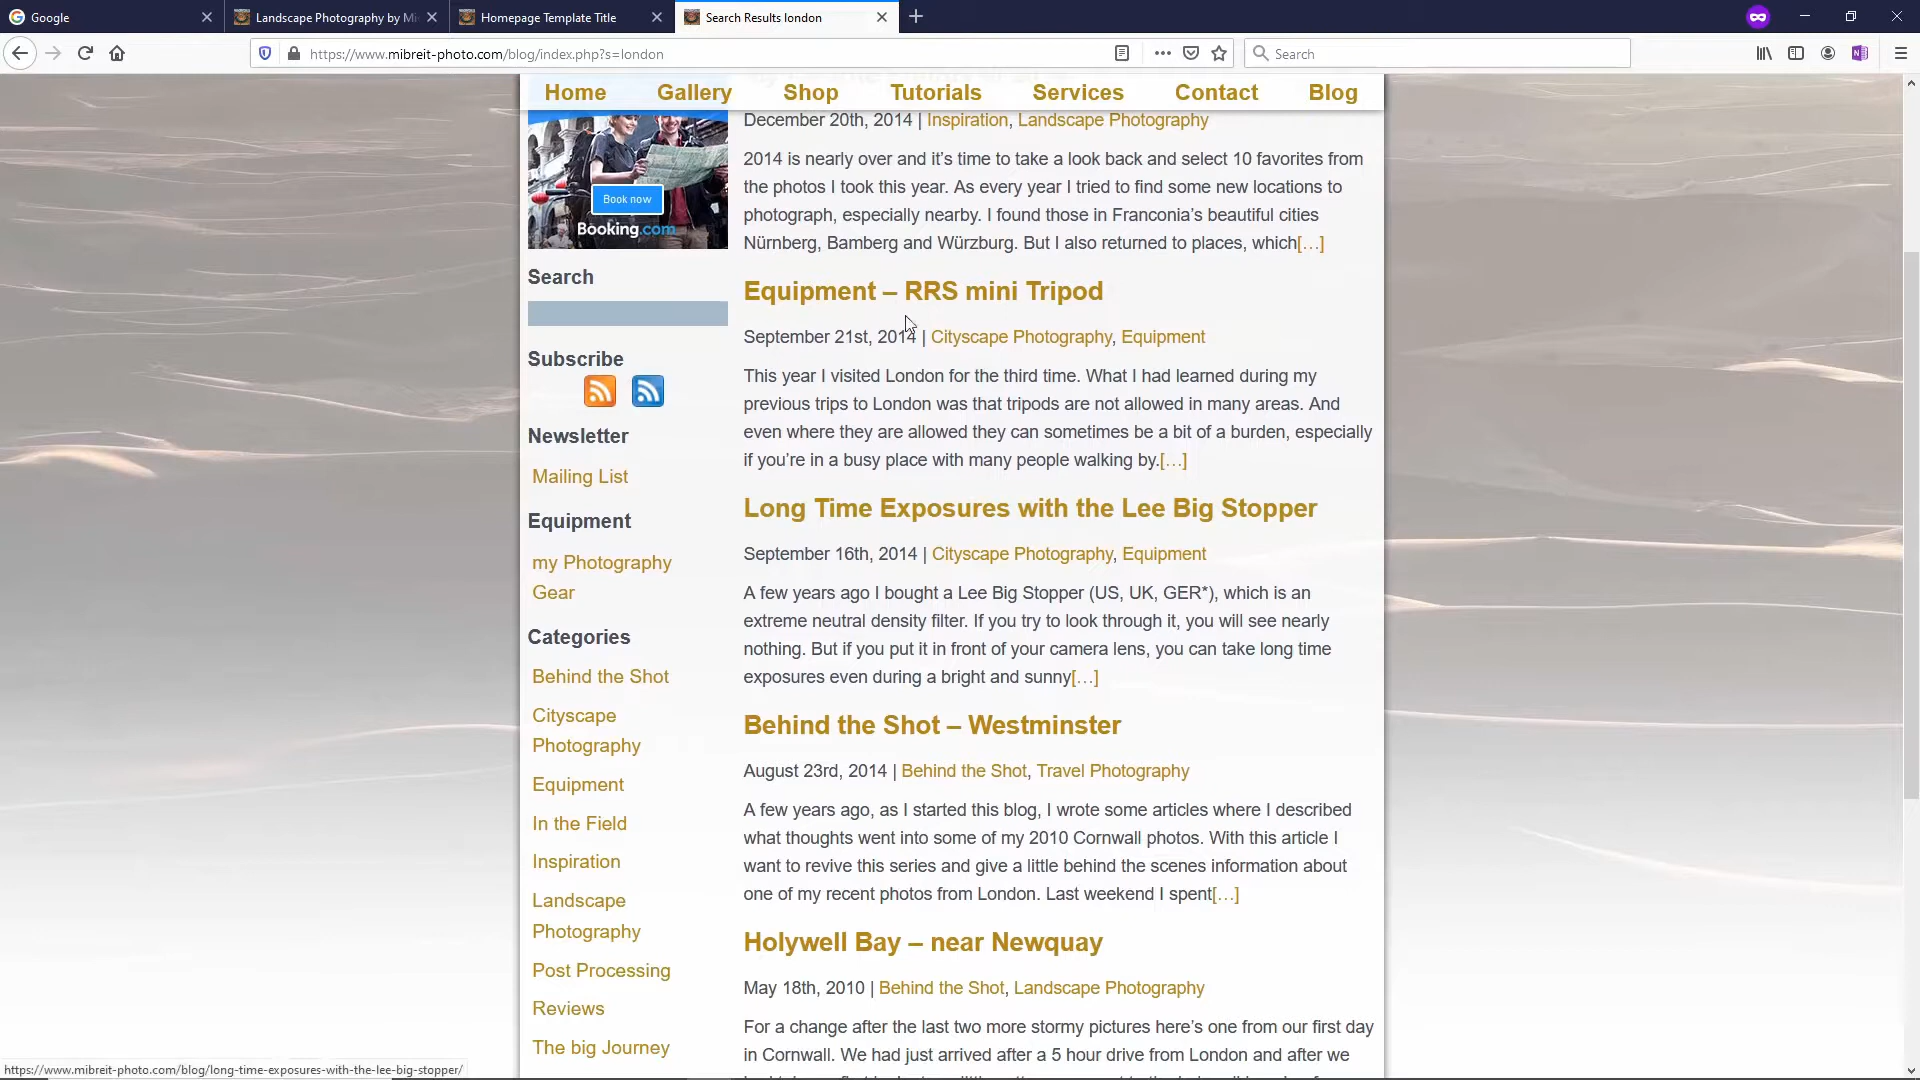 Google
Landscape Photography by Mi
Homepage Template Title
Search Results london
https://www.mibreit-photo.com/blog/index.php?s=london
Search
Home Gallery Shop Tutorials Services Contact Blog
Book now
Booking.com
Search
Subscribe
Newsletter
Mailing List
Equipment
my Photography
Gear
Categories
Behind the Shot
Cityscape
Photography
Equipment
In the Field
Inspiration
Landscape
Photography
Post Processing
Reviews
The big Journey
December 20th, 2014 | Inspiration, Landscape Photography
2014 is nearly over and it's time to take a look back and select 10 favorites from
the photos I took this year. As every year I tried to find some new locations to
photograph, especially nearby. I found those in Franconia's beautiful cities
Nürnberg, Bamberg and Würzburg. But I also returned to places, which[…]
Equipment – RRS mini Tripod
September 21st, 2014 | Cityscape Photography, Equipment
This year I visited London for the third time. What I had learned during my
previous trips to London was that tripods are not allowed in many areas. And
even where they are allowed they can sometimes be a bit of a burden, especially
if you're in a busy place with many people walking by.[…]
Long Time Exposures with the Lee Big Stopper
September 16th, 2014 | Cityscape Photography, Equipment
A few years ago I bought a Lee Big Stopper (US, UK, GER*), which is an
extreme neutral density filter. If you try to look through it, you will see nearly
nothing. But if you put it in front of your camera lens, you can take long time
exposures even during a bright and sunny[…]
Behind the Shot – Westminster
August 23rd, 2014 | Behind the Shot, Travel Photography
A few years ago, as I started this blog, I wrote some articles where I described
what thoughts went into some of my 2010 Cornwall photos. With this article I
want to revive this series and give a little behind the scenes information about
one of my recent photos from London. Last weekend I spent[…]
Holywell Bay – near Newquay
May 18th, 2010 | Behind the Shot, Landscape Photography
For a change after the last two more stormy pictures here's one from our first day
in Cornwall. We had just arrived after a 5 hour drive from London and after we
https://www.mibreit-photo.com/blog/long-time-exposures-with-the-lee-big-stopper/